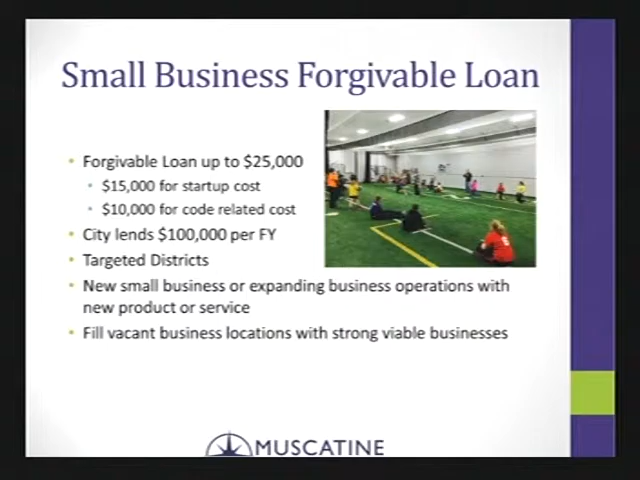 Small Business Forgivable Loan
• Forgivable Loan up to $25,000
• $15,000 for startup cost
• $10,000 for code related cost
• City lends $100,000 per FY
• Targeted Districts
• New small business or expanding business operations with
new product or service
• Fill vacant business locations with strong viable businesses
MUSCATINE